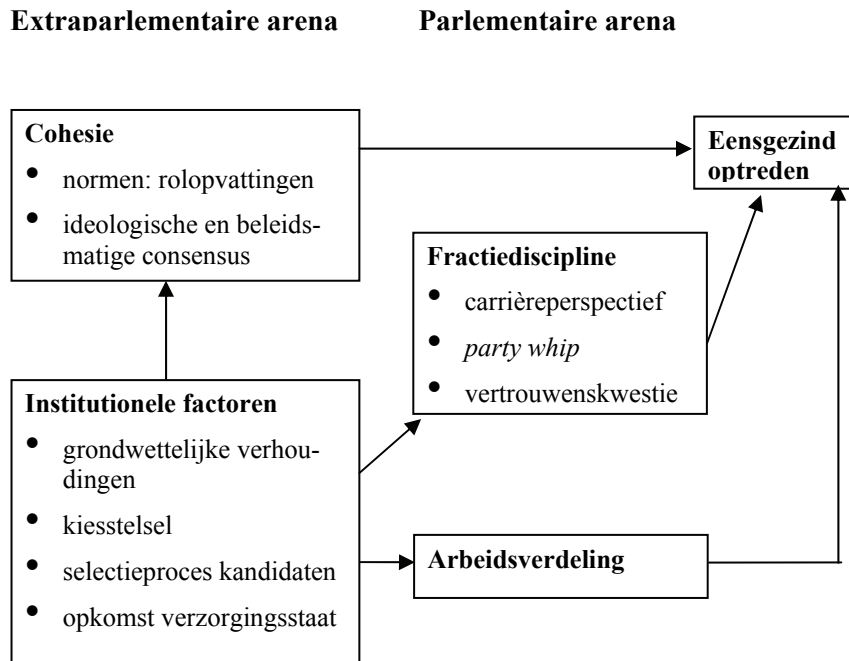 Extraparlementaire arena
Parlementaire arena
Cohesie
• normen: rolopvattingen
• ideologische en beleids-
matige consensus
Eensgezind
optreden
Fractiediscipline
• carrièreperspectief
• party whip
• vertrouwenskwestie
Institutionele factoren
• grondwettelijke verhou-
dingen
• kiesstelsel
• selectieproces kandidaten
• opkomst verzorgingsstaat
Arbeidsverdeling